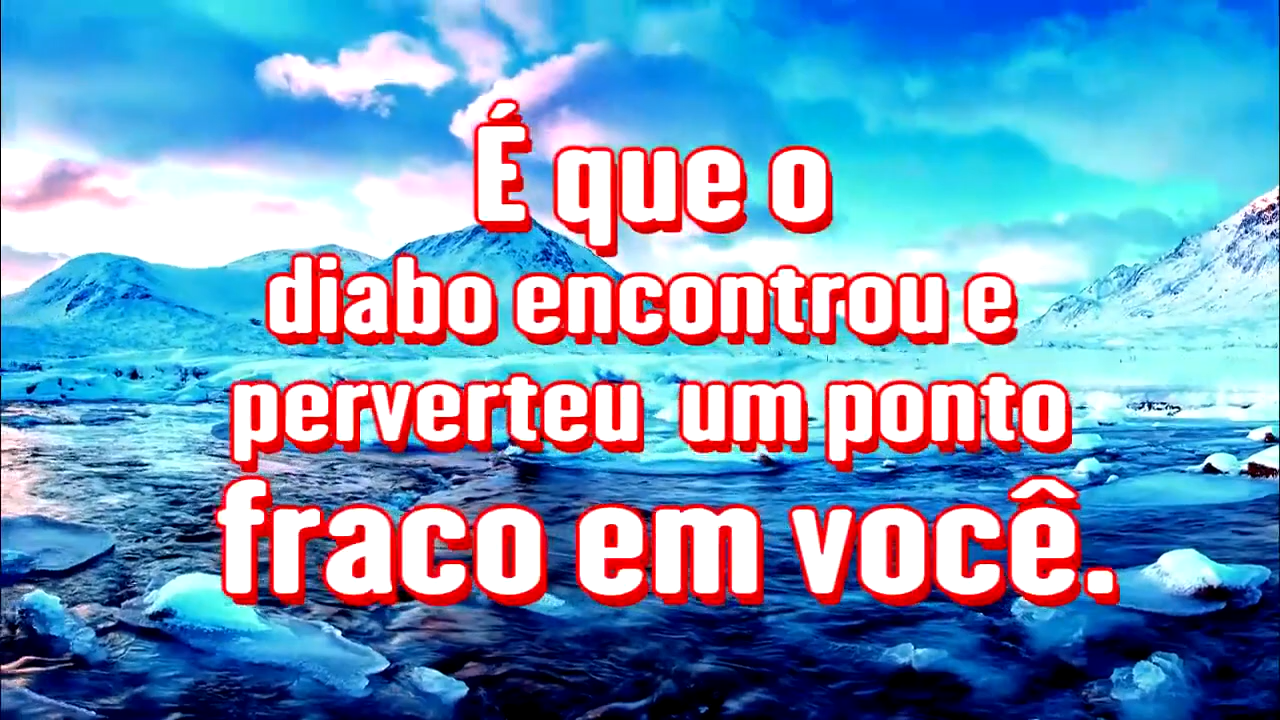 É que o
diabo encontrou e
perverteu um ponto
fraco em você.